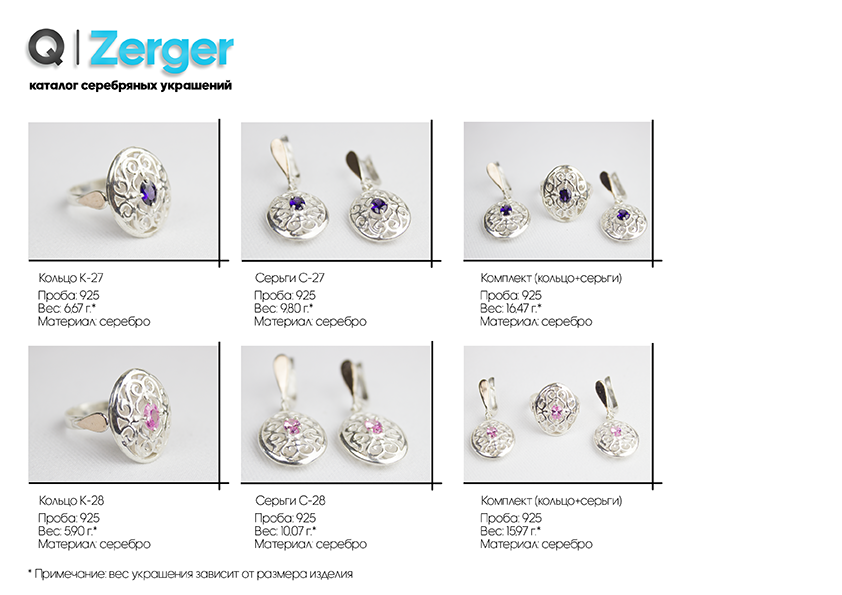 Q | Zerger
каталог серебряных украшений
Кольцо К-27
Проба: 925
Вес: 6,67 г.*
Материал: серебро
Серьги С-27
Проба: 925
Вес: 9,80 г.*
Материал: серебро
Комплект (кольцо+серьги)
Проба: 925
Вес: 16,47 г.*
Материал: серебро
Кольцо К-28
Проба: 925
Вес: 5,90 г.*
Материал: серебро
Серьги С-28
Проба: 925
Вес: 10,07 г.*
Материал: серебро
Комплект (кольцо+серьги)
Проба: 925
Вес: 15,97 г.*
Материал: серебро
* Примечание: вес украшения зависит от размера изделия